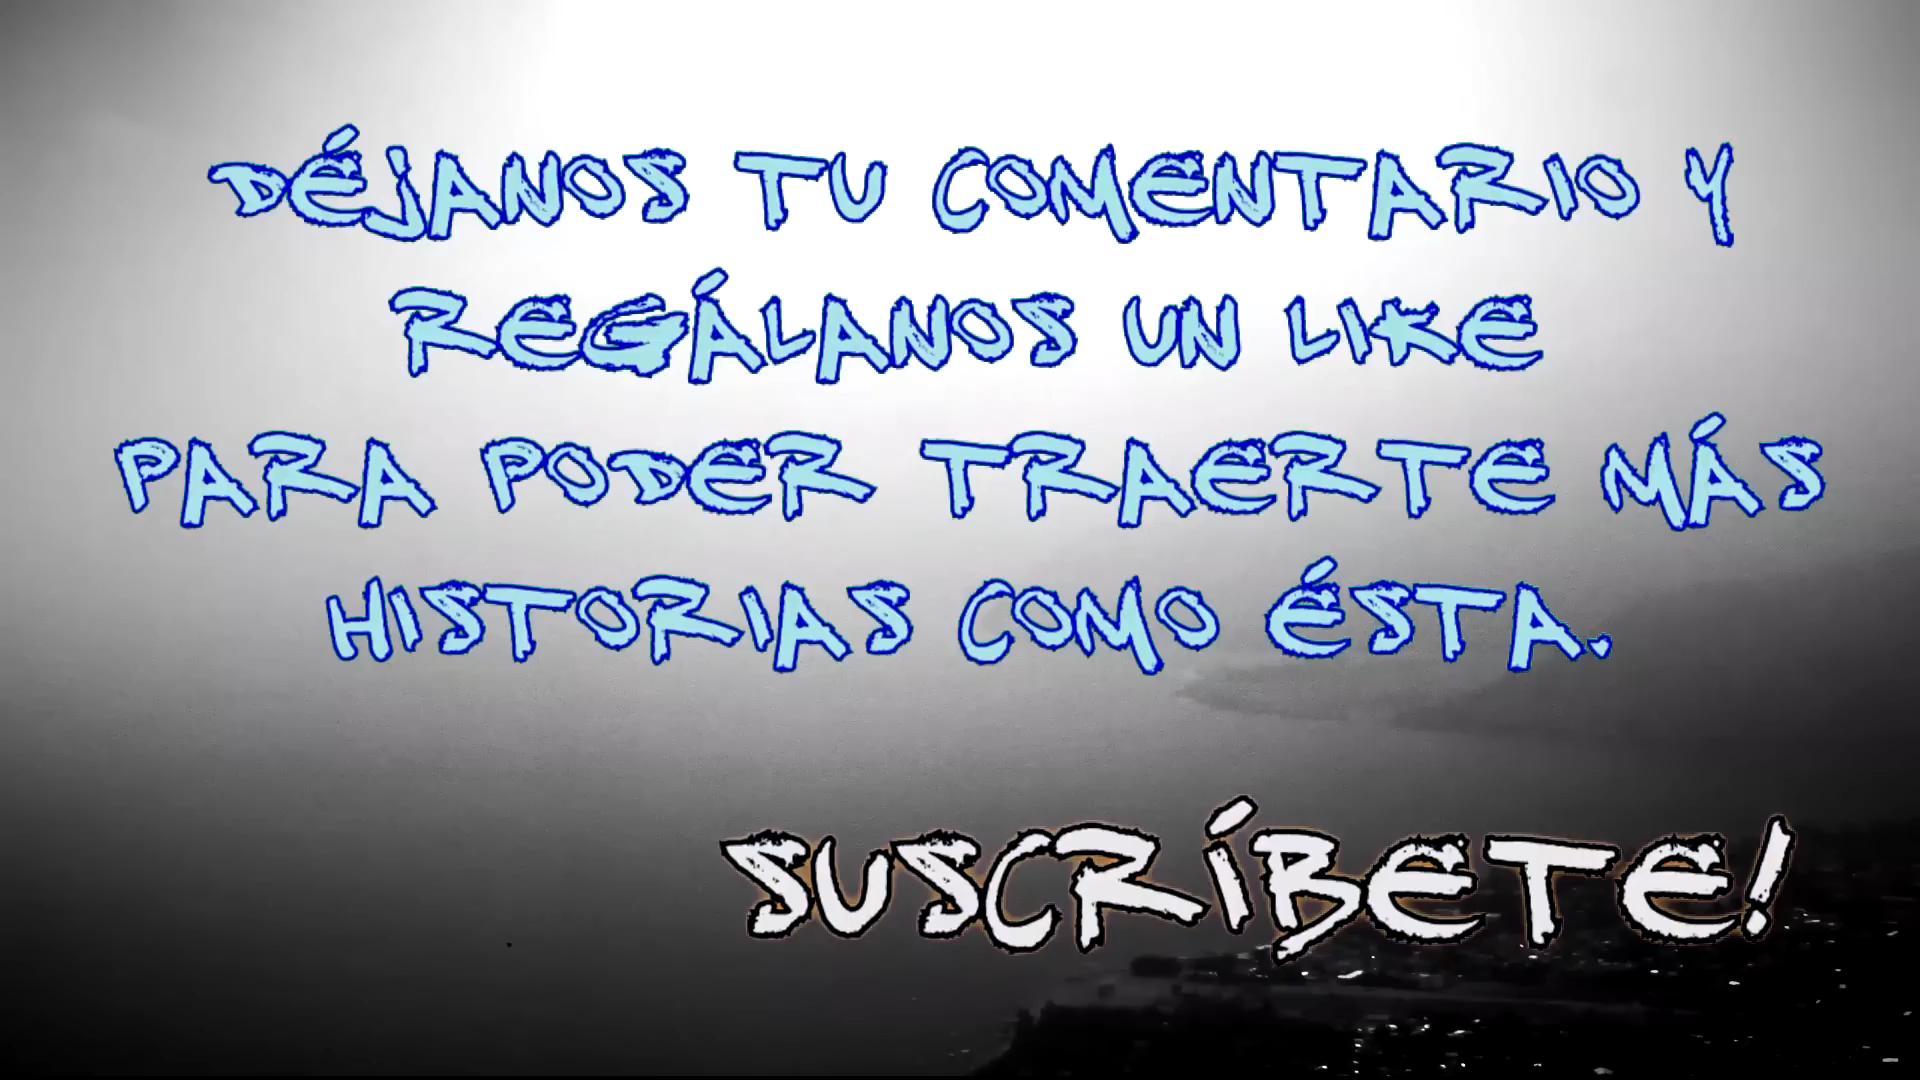 DÉJANOS TU COMENTARIO Y
REGÁLANOS UN LIKE
PARA PODER TRAERTE MÁS
HISTORIAS COMO ÉSTA.
SUSCRÍBETE!